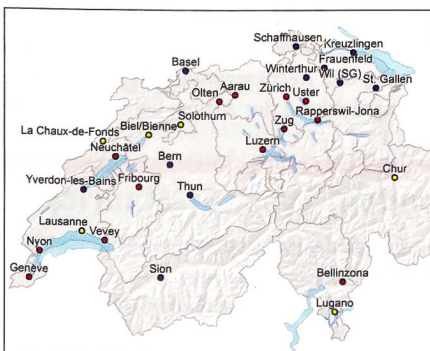 Schaffhausen
Kreuzlingen
Basel
Frauenfeld
Winterthur
Wil (SG)
St. Gallen
Aarau
Zürich
Uster
Olten
Rapperswil-Jona
Solothurn
Zug
Biel/Bienne
La Chaux-de-Fonds
Luzern
Neuchâtel
Bern
Chur
Yverdon-les-Bains
Fribourg
Thun
Lausanne
Vevey
Nyon
Genève
Sion
Bellinzona
Lugano